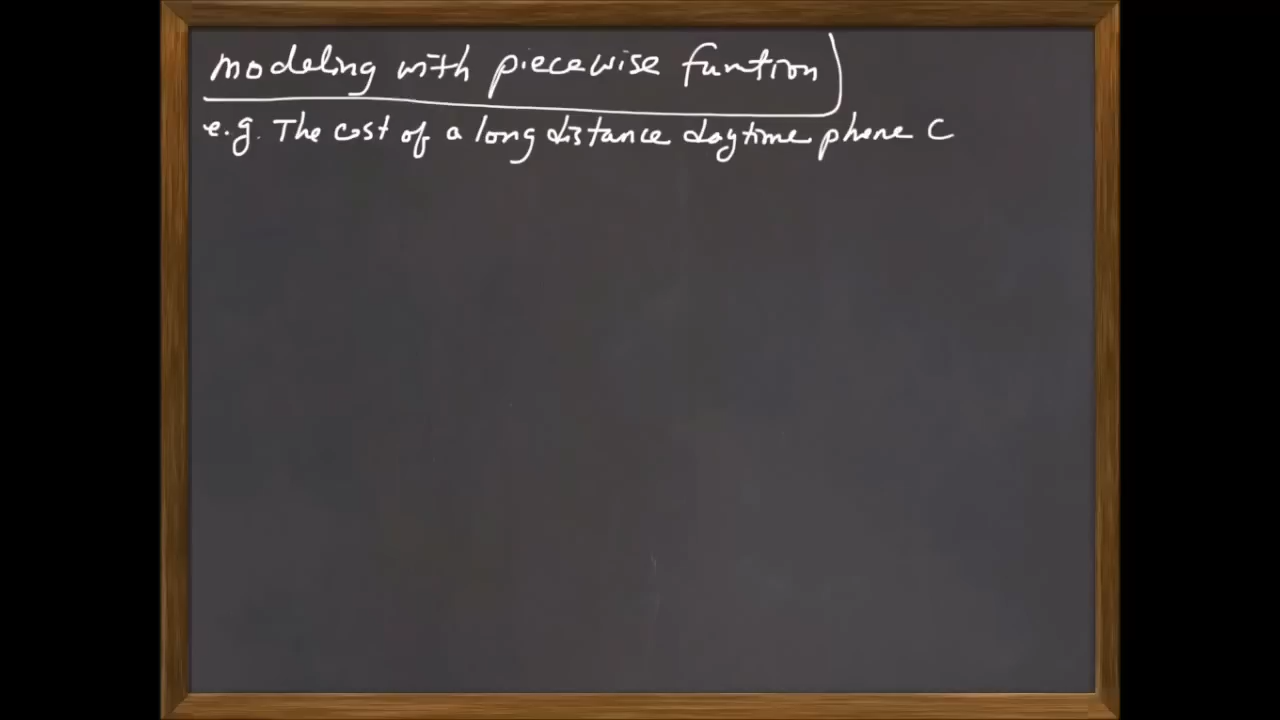 modeling with piecewise funtion
e.g. The cost of a long distance daytime phone c